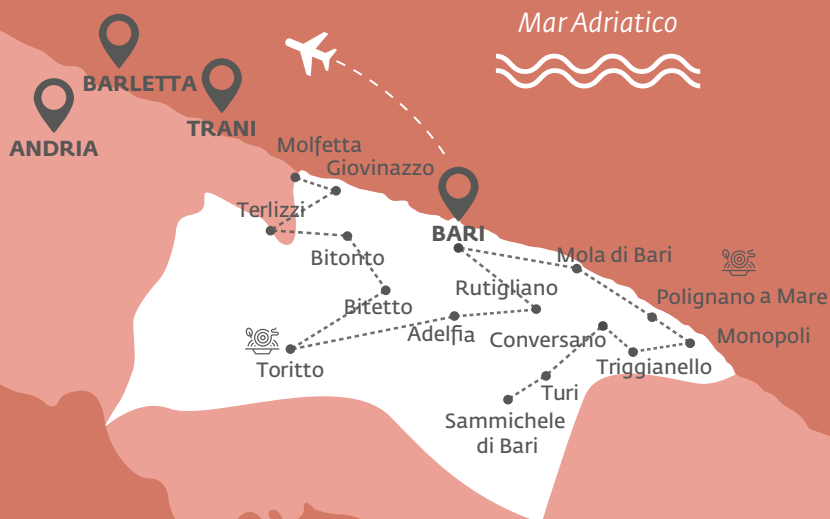 Mar Adriatico
BARLETTA
TRANI
ANDRIA
Molfetta
Giovinazzo
Terlizzi
BARI
Bitonto
Mola di Bari
Rutigliano
Polignano a Mare
Bitetto
Adelfia
Conversano
Monopoli
Toritto
Triggianello
Turi
Sammichele
di Bari